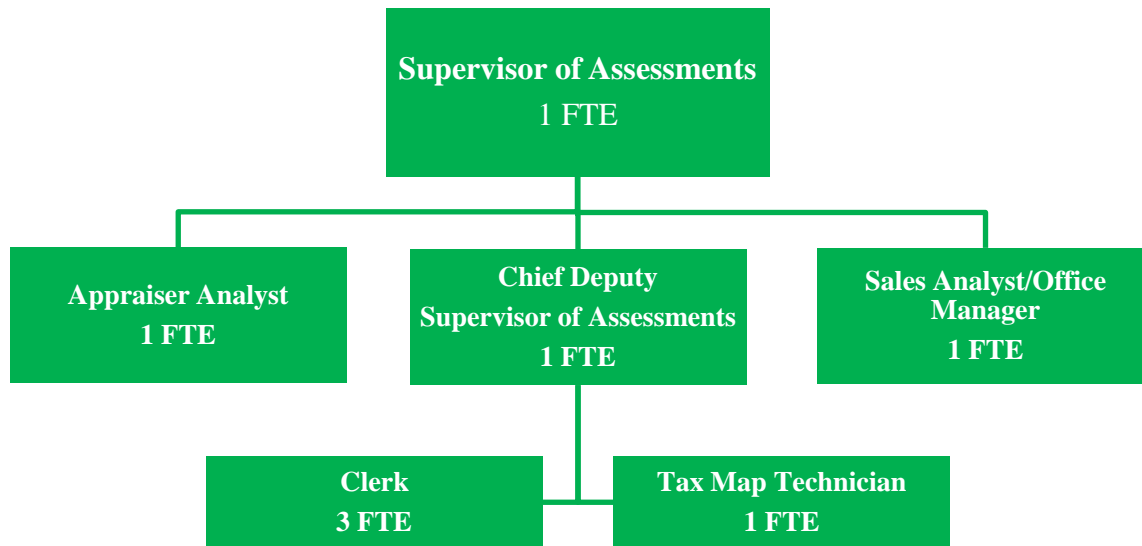 Supervisor of Assessments
1 FTE
Appraiser Analyst
1 FTE
Chief Deputy
Supervisor of Assessments
1 FTE
Sales Analyst/Office
Manager
1 FTE
Clerk
3 FTE
Tax Map Technician
1 FTE